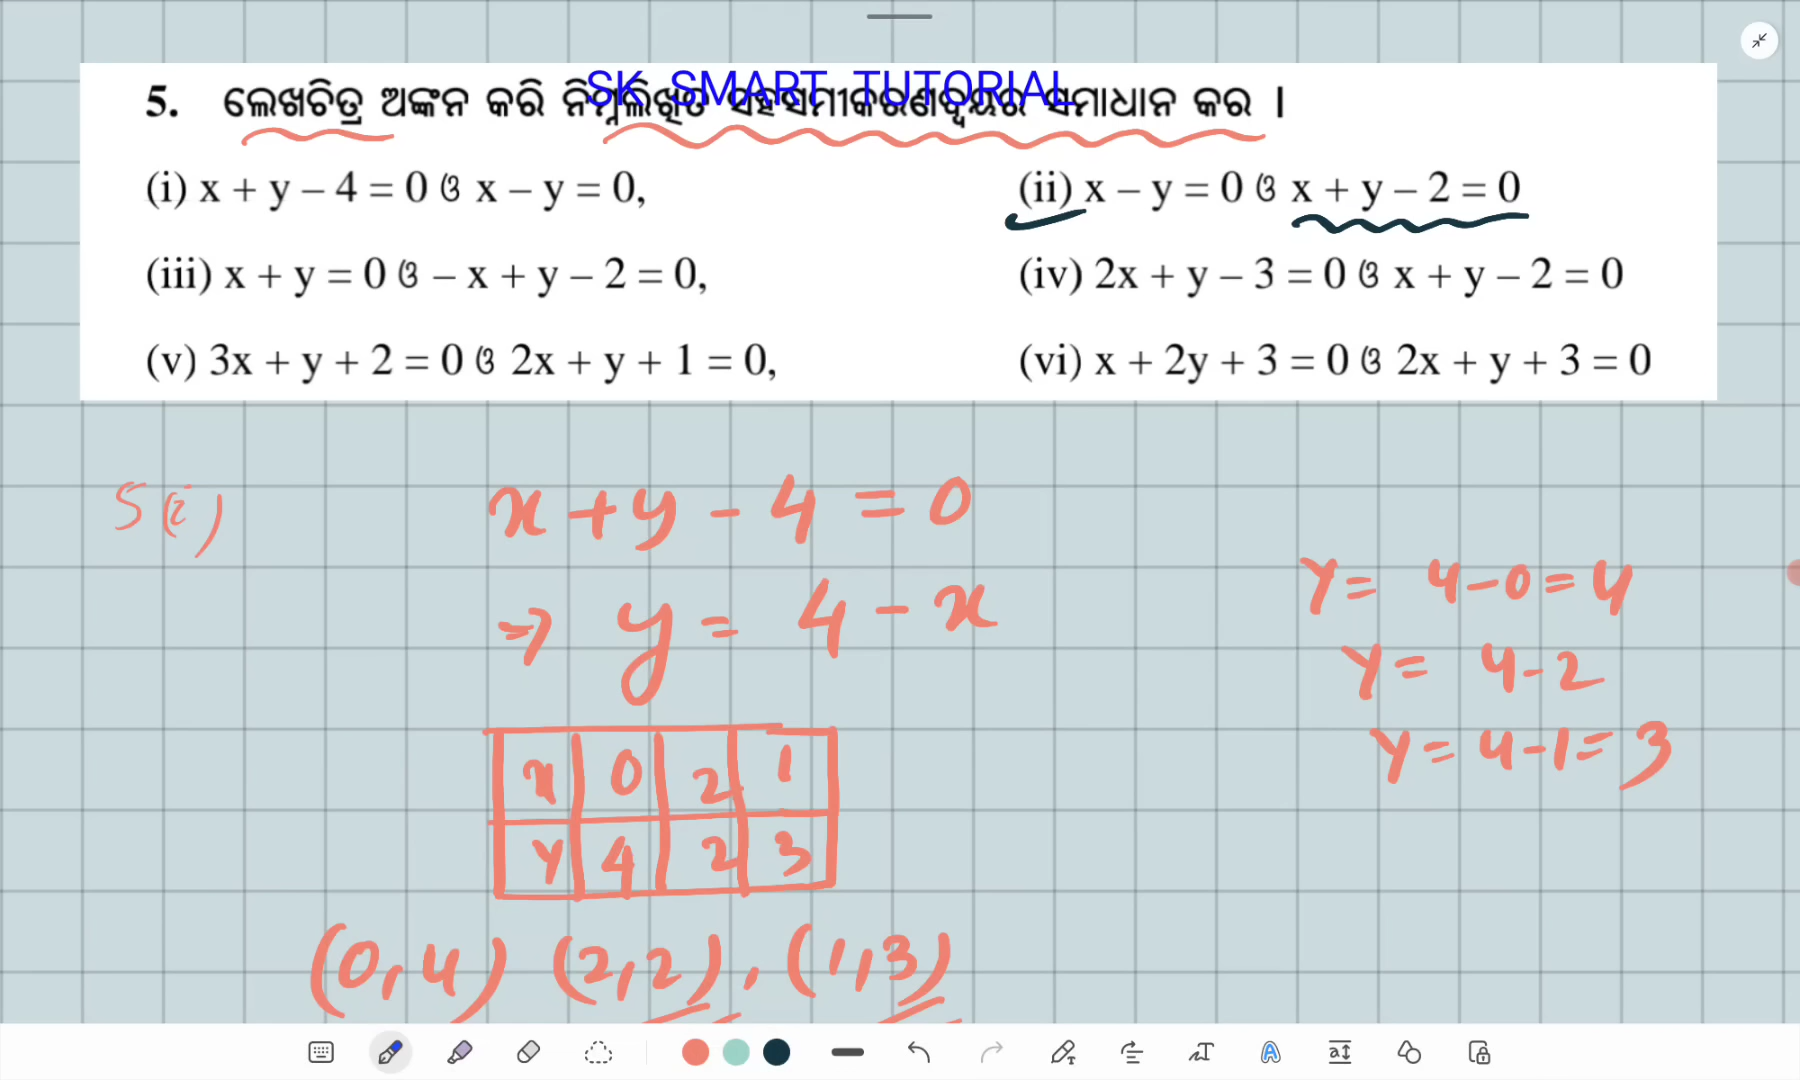 SK SMART TUTORIAL
5. ଲେଖଚିତ୍ର ଅଙ୍କନ କରି ନିମ୍ନଲିଖିତ ସହସମୀକରଣଦ୍ୱୟର ସମାଧାନ କର ।
(i) x + y – 4 = 0 ଓ x – y = 0, (ii) x – y = 0 ଓ x + y – 2 = 0
(iii) x + y = 0 ଓ – x + y – 2 = 0, (iv) 2x + y – 3 = 0 ଓ x + y – 2 = 0
(v) 3x + y + 2 = 0 ଓ 2x + y + 1 = 0, (vi) x + 2y + 3 = 0 ଓ 2x + y + 3 = 0
5(i) x + y - 4 = 0
⇒ y = 4 - x
x 0 2 1
y 4 2 3
(0,4) (2,2), (1,3)
y = 4-0=4
y = 4-2
y = 4-1=3